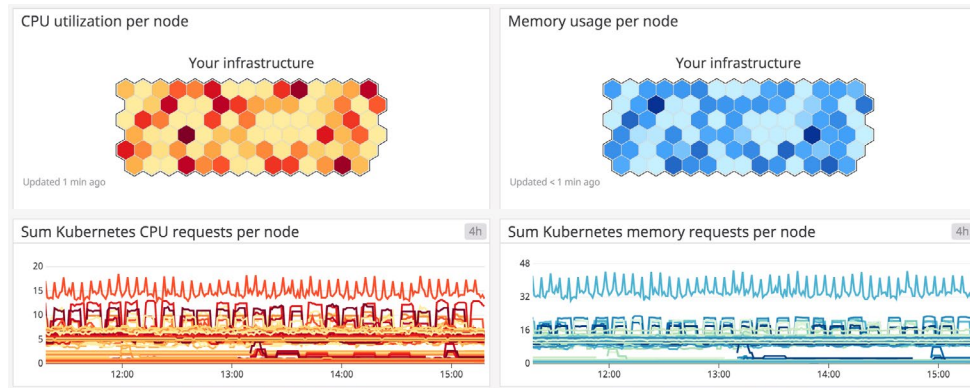 CPU utilization per node
Your infrastructure
Updated 1 min ago
Memory usage per node
Your infrastructure
Updated < 1 min ago
Sum Kubernetes CPU requests per node
4h
20
15
10
5
0
12:00 13:00 14:00 15:00
Sum Kubernetes memory requests per node
4h
48
32
16
0
12:00 13:00 14:00 15:00